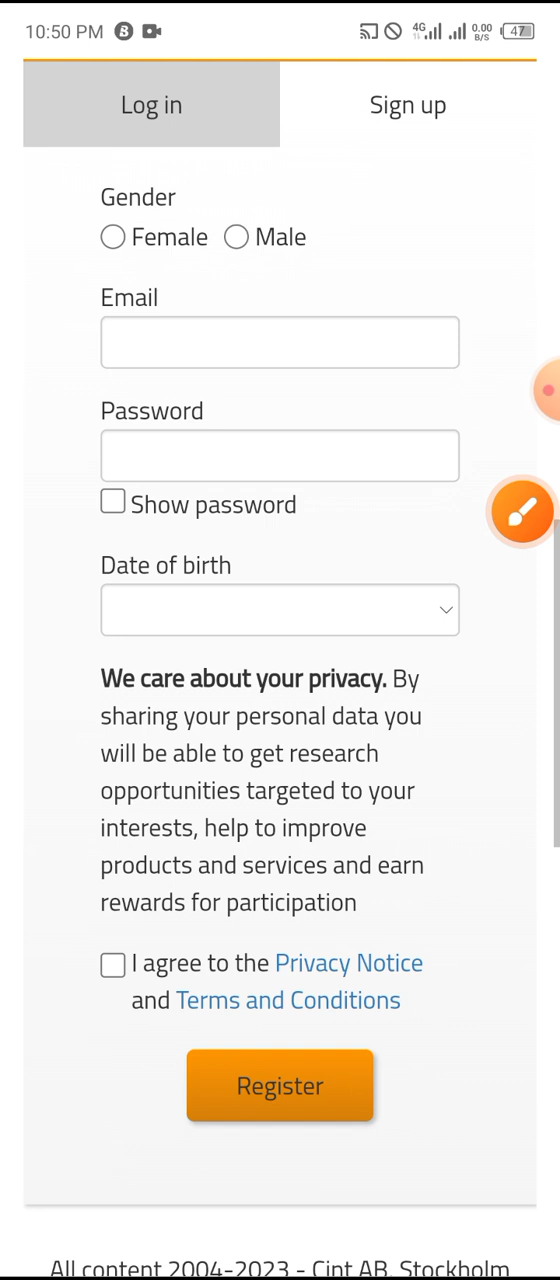 10:50 PM B 4G 0.00 B/S 47
Log in Sign up
Gender
Female Male
Email
Password
Show password
Date of birth
We care about your privacy. By
sharing your personal data you
will be able to get research
opportunities targeted to your
interests, help to improve
products and services and earn
rewards for participation
I agree to the Privacy Notice
and Terms and Conditions
Register
All content 2004-2023 - Cint AB, Stockholm